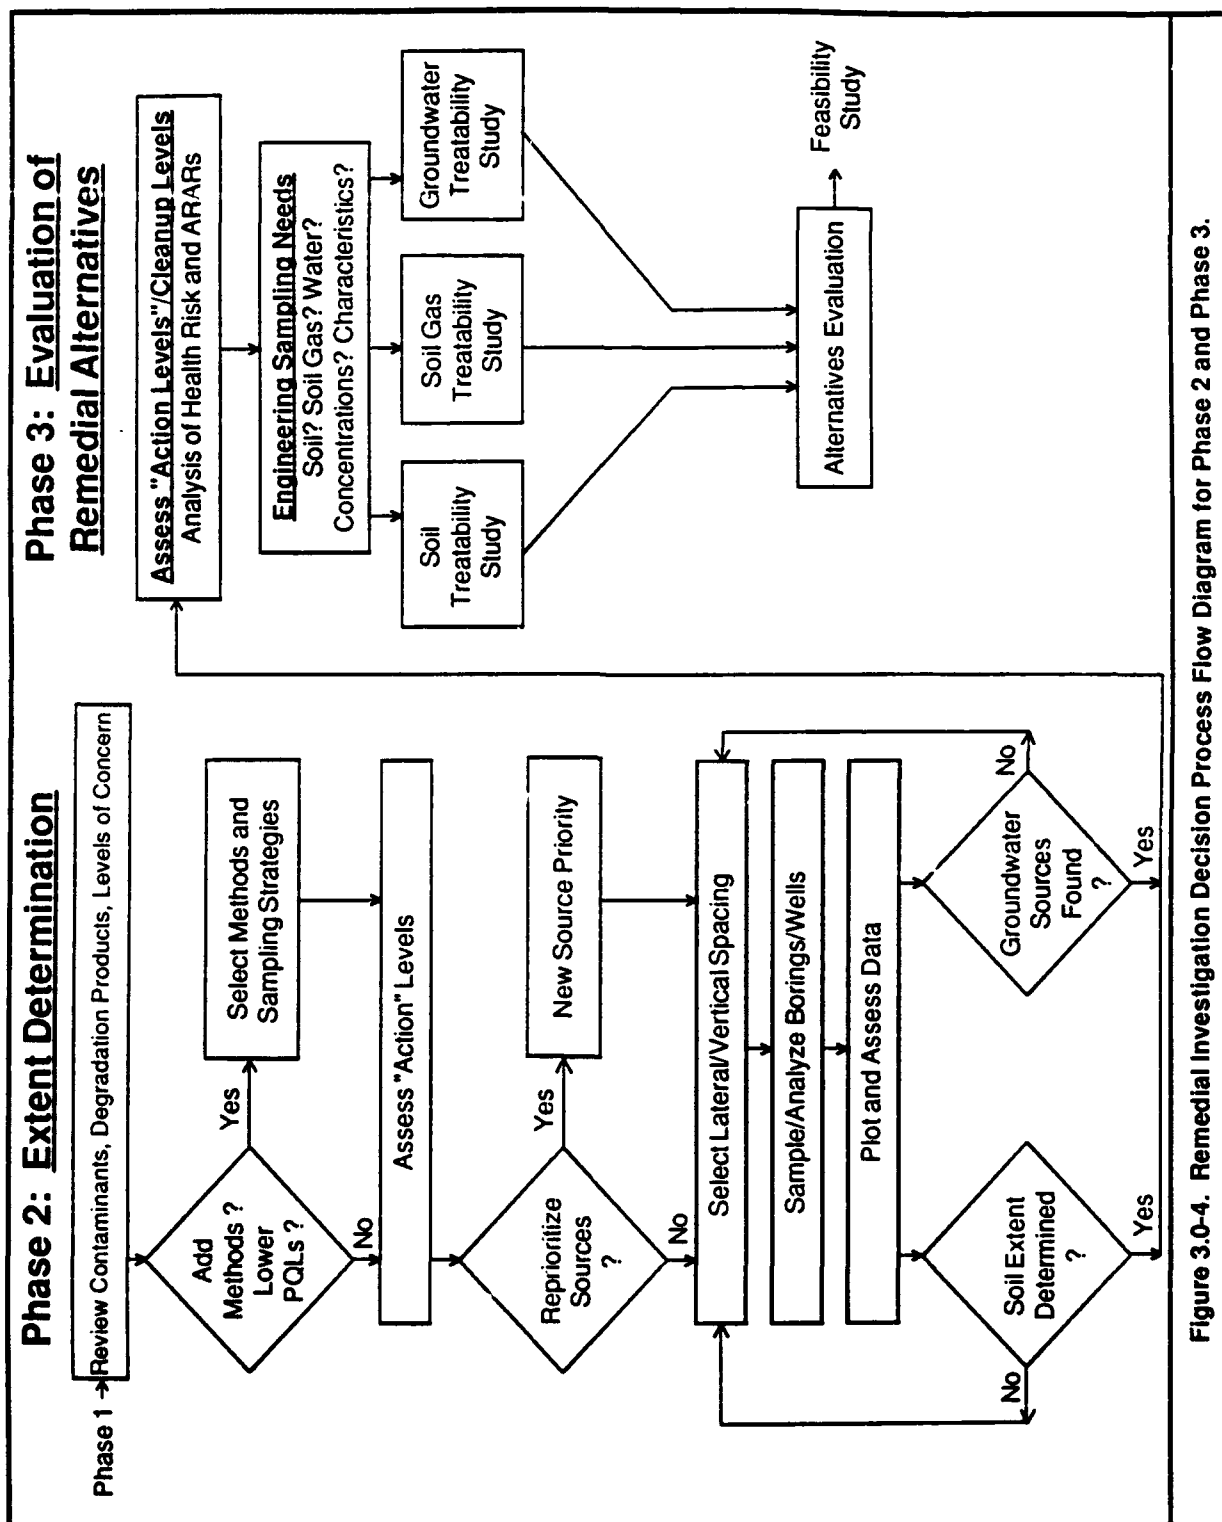 Phase 2: Extent Determination
Phase 1
Review Contaminants, Degradation Products, Levels of Concern
Add
Methods ?
Lower
PQLs ?
Yes
No
Select Methods and
Sampling Strategies
Assess "Action" Levels
Reprioritize
Sources
?
Yes
No
New Source Priority
Select Lateral/Vertical Spacing
Sample/Analyze Borings/Wells
Plot and Assess Data
Soil Extent
Determined
?
No
Yes
Groundwater
Sources
Found
?
No
Yes
Phase 3: Evaluation of
Remedial Alternatives
Assess "Action Levels"/Cleanup Levels
Analysis of Health Risk and ARARs
Engineering Sampling Needs
Soil? Soil Gas? Water?
Concentrations? Characteristics?
Soil
Treatability
Study
Soil Gas
Treatability
Study
Groundwater
Treatability
Study
Alternatives Evaluation
Feasibility
Study
Figure 3.0-4. Remedial Investigation Decision Process Flow Diagram for Phase 2 and Phase 3.